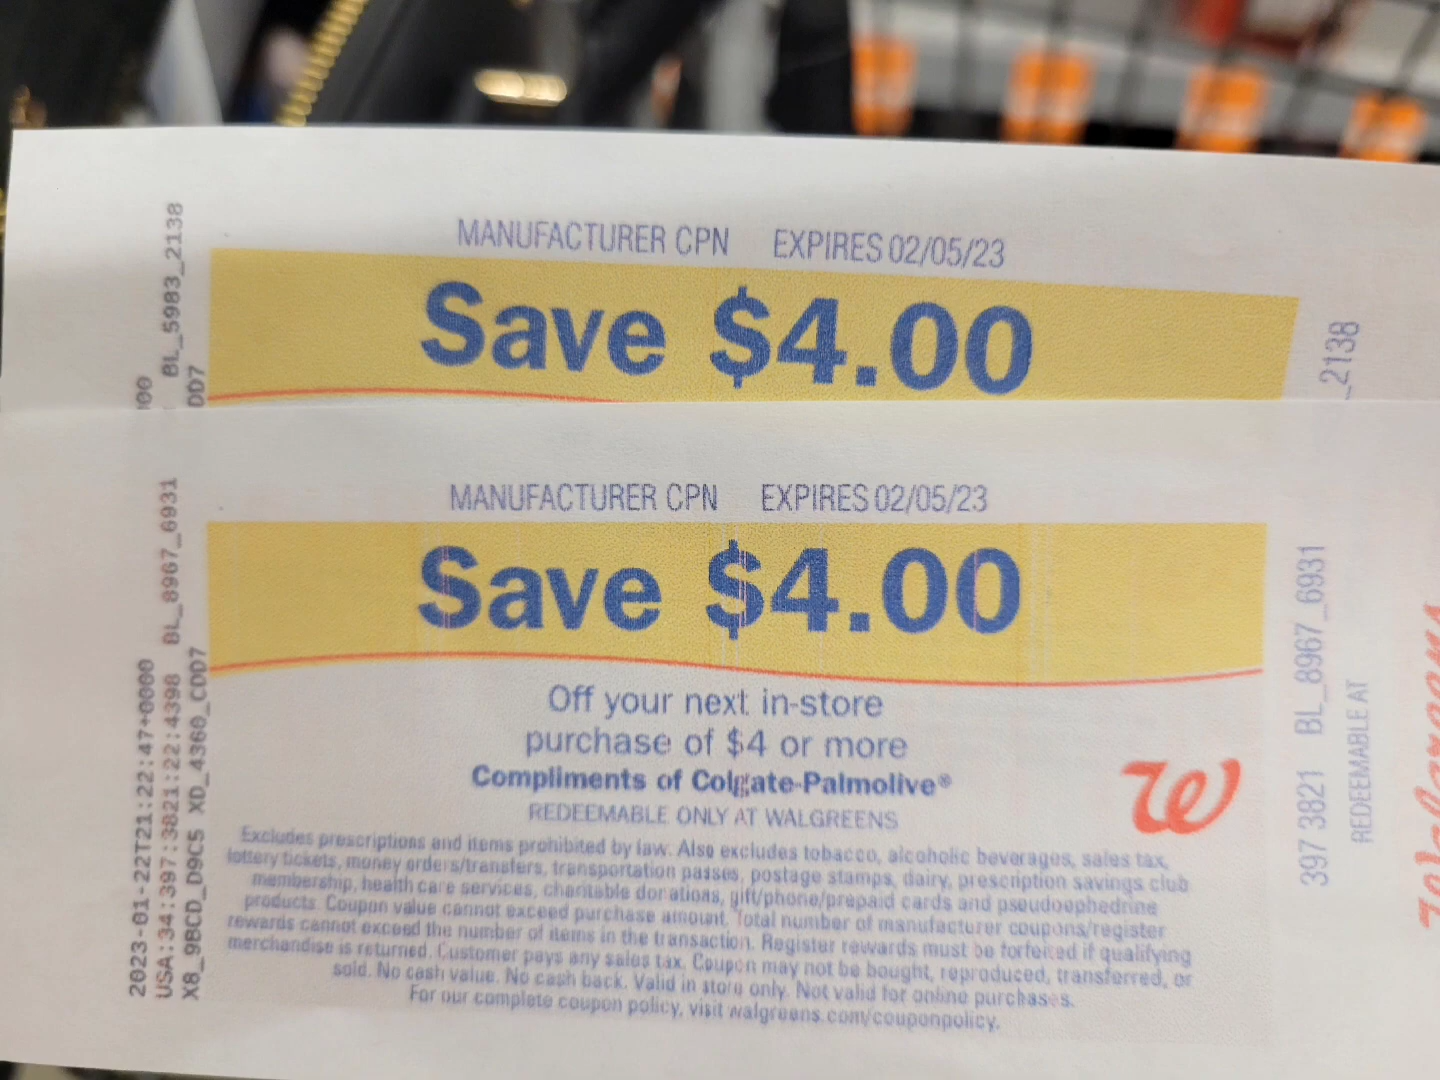 MANUFACTURER CPN EXPIRES 02/05/23
Save $4.00
BL_5983_2138
DD7
_2138
MANUFACTURER CPN EXPIRES 02/05/23
Save $4.00
Off your next in-store
purchase of $4 or more
Compliments of Colgate-Palmolive®
REDEEMABLE ONLY AT WALGREENS
Excludes prescriptions and items prohibited by law. Also excludes tobacco, alcoholic beverages, sales tax,
lottery tickets, money orders/transfers, transportation passes, postage stamps, dairy, prescription savings club
membership, health care services, charitable donations, gift/phone/prepaid cards and pseudoephedrine
products. Coupon value cannot exceed purchase amount. Total number of manufacturer coupons/register
rewards cannot exceed the number of items in the transaction. Register rewards must be forfeited if qualifying
merchandise is returned. Customer pays any sales tax. Coupon may not be bought, reproduced, transferred, or
sold. No cash value. No cash back. Valid in store only. Not valid for online purchases.
For our complete coupon policy, visit walgreens.com/couponpolicy.
W
2023-01-22T21:22:47+0000
USA:34:397:3821:22:4398 BL_8967_6931
X8_9BCD_D9C5 XD_4360_CDD7
397 3821 BL_8967_6931
REDEEMABLE AT
Walgreens